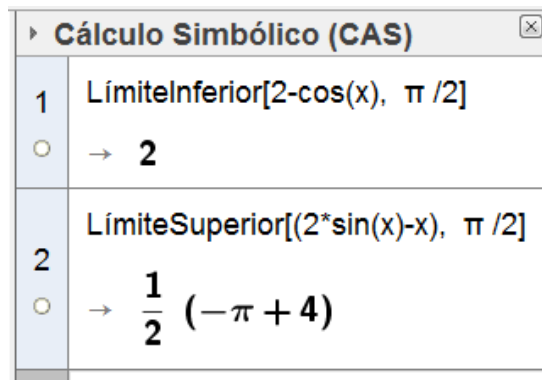 Cálculo Simbólico (CAS)
1
LímiteInferior[2-cos(x), π /2]
→ 2
2
LímiteSuperior[(2*sin(x)-x), π /2]
→ 1/2 (-π + 4)